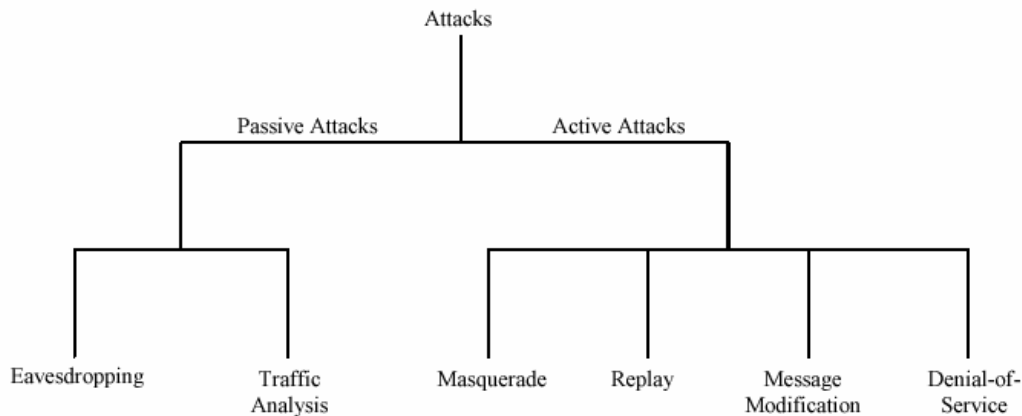 Attacks
Passive Attacks
Active Attacks
Eavesdropping
Traffic
Analysis
Masquerade
Replay
Message
Modification
Denial-of-
Service